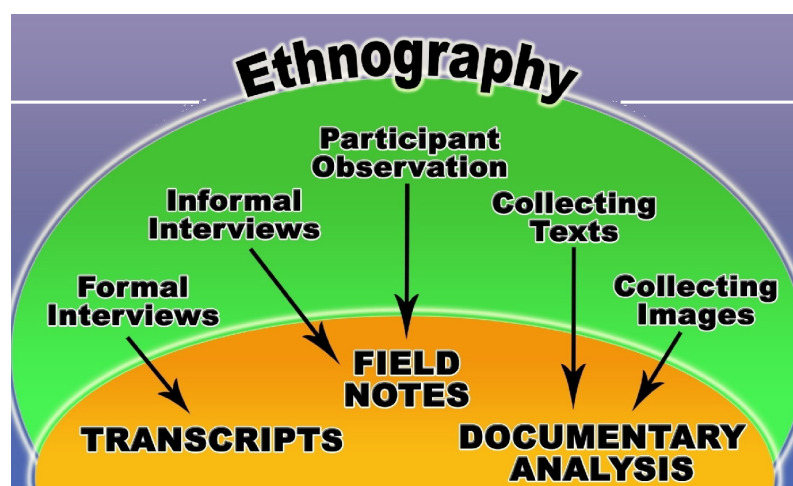 Ethnography
Participant
Observation
Informal
Interviews
Collecting
Texts
Formal
Interviews
Collecting
Images
FIELD
NOTES
TRANSCRIPTS
DOCUMENTARY
ANALYSIS